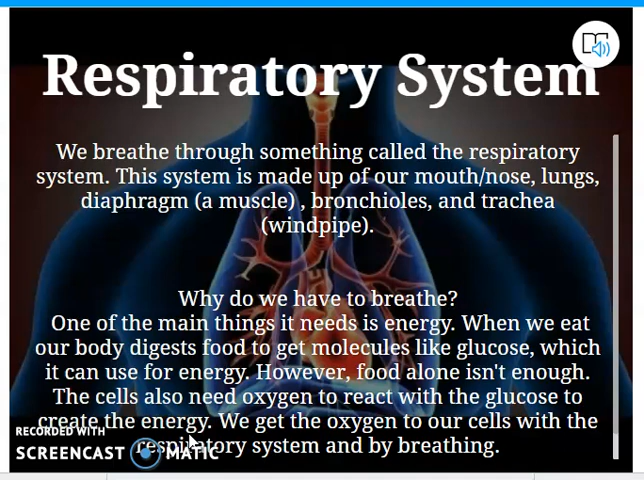 Respiratory System
We breathe through something called the respiratory
system. This system is made up of our mouth/nose, lungs,
diaphragm (a muscle) , bronchioles, and trachea
(windpipe).
Why do we have to breathe?
One of the main things it needs is energy. When we eat
our body digests food to get molecules like glucose, which
it can use for energy. However, food alone isn't enough.
The cells also need oxygen to react with the glucose to
create the energy. We get the oxygen to our cells with the
respiratory system and by breathing.
RECORDED WITH
SCREENCAST MATIC